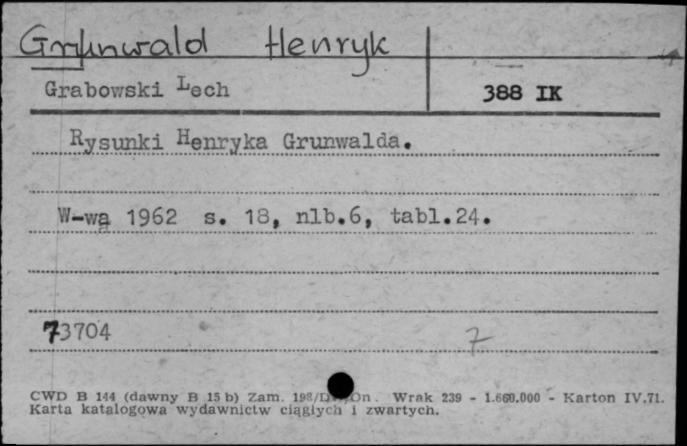 Grunwald Henryk
Grabowski Lech 388 IK
Rysunki Henryka Grunwalda.
W-wa 1962 s. 18, nlb.6, tabl.24.
73704 7
CWD B 144 (dawny B 15 b) Zam. Wrak 239 - 1.660.000 - Karton IV.71.
Karta katalogowa wydawnictw ciągłych i zwartych.